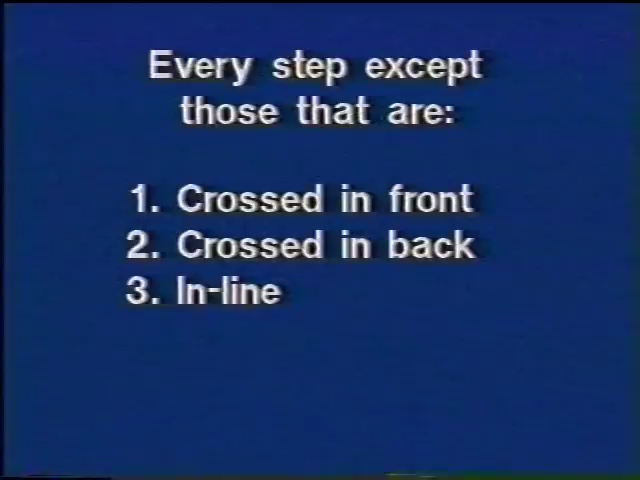 Every step except
those that are:
1. Crossed in front
2. Crossed in back
3. In-line